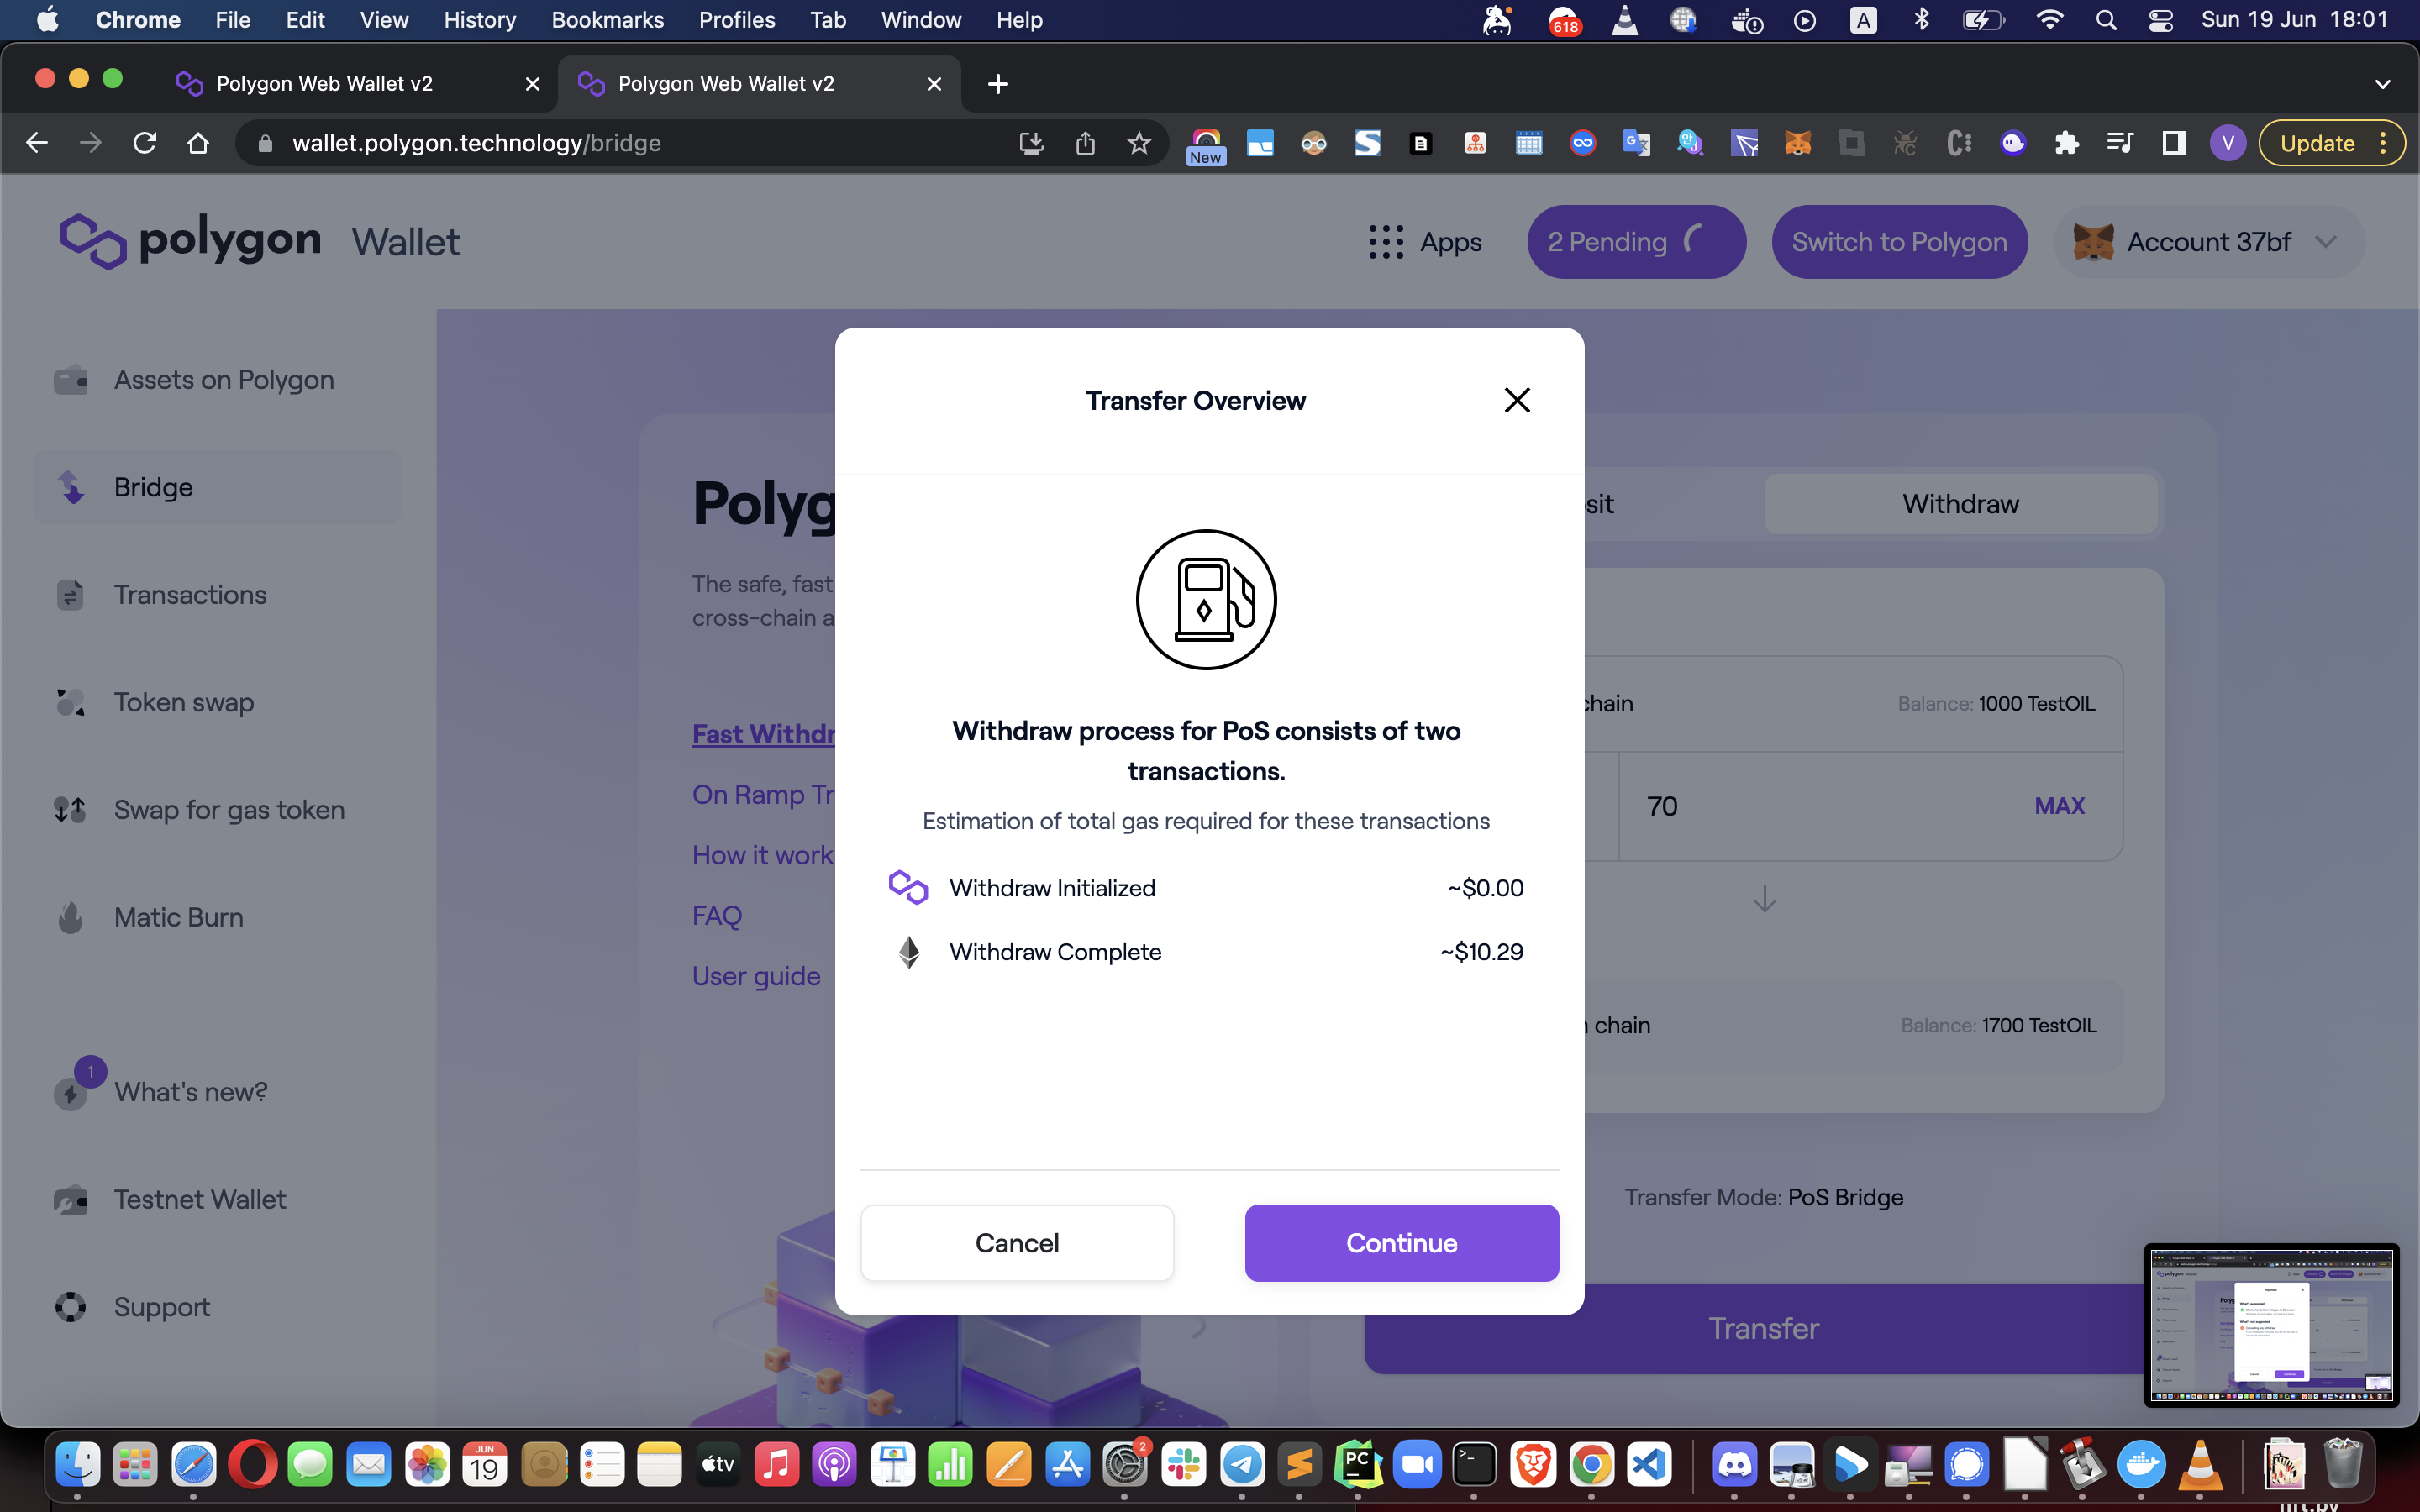 Chrome File Edit View History Bookmarks Profiles Tab Window Help 618 A Sun 19 Jun 18:01
Polygon Web Wallet v2
Polygon Web Wallet v2
wallet.polygon.technology/bridge
New
V
Update
polygon Wallet
Apps
2 Pending
Switch to Polygon
Account 37bf
Assets on Polygon
Bridge
Transactions
Token swap
Swap for gas token
Matic Burn
1
What's new?
Testnet Wallet
Support
Polyg
The safe, fast
cross-chain a
Fast Withdr
On Ramp Tr
How it work
FAQ
User guide
Transfer Overview
Withdraw process for PoS consists of two
transactions.
Estimation of total gas required for these transactions
Withdraw Initialized ~$0.00
Withdraw Complete ~$10.29
Cancel
Continue
sit
Withdraw
chain
Balance: 1000 TestOIL
70
MAX
chain
Balance: 1700 TestOIL
Transfer Mode: PoS Bridge
Transfer
JUN
19
tv
2
PC
nft.by